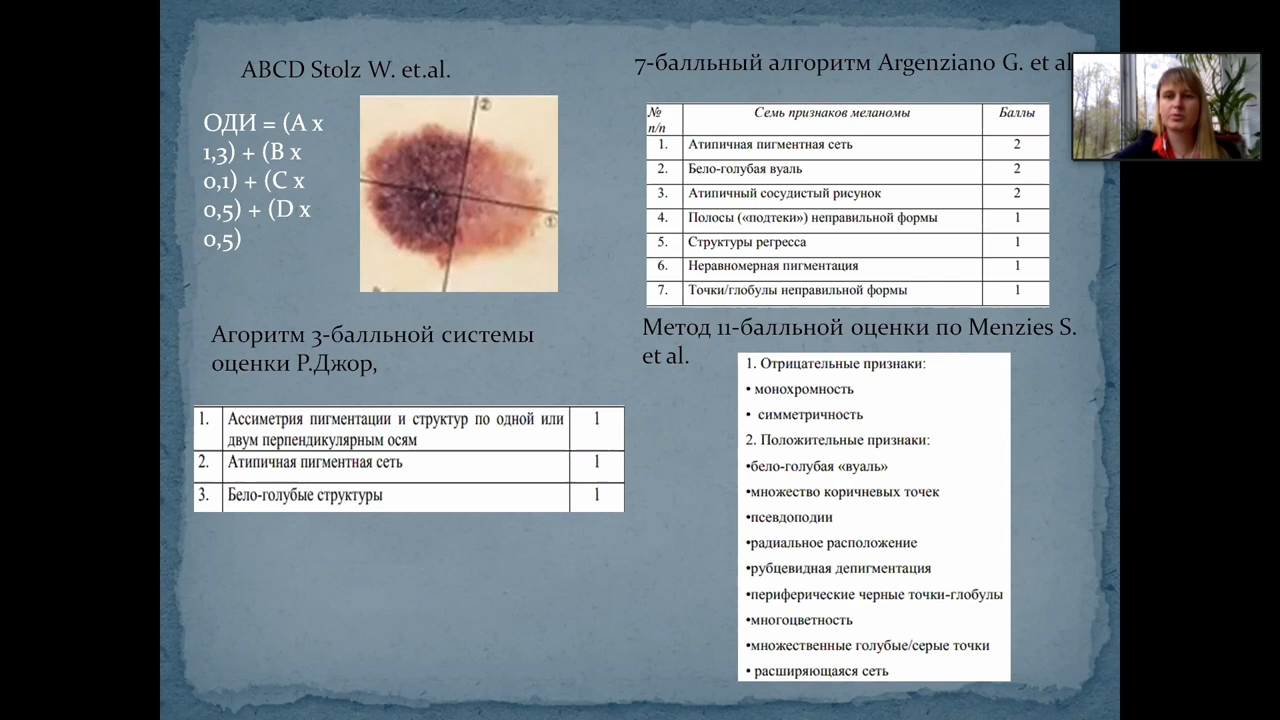 ABCD Stolz W. et.al.
ОДИ = (A x
1,3) + (B x
0,1) + (C x
0,5) + (D x
0,5)
2
1
7-балльный алгоритм Argenziano G. et al
№ п/п Семь признаков меланомы Баллы
1. Атипичная пигментная сеть 2
2. Бело-голубая вуаль 2
3. Атипичный сосудистый рисунок 2
4. Полосы («подтеки») неправильной формы 1
5. Структуры регресса 1
6. Неравномерная пигментация 1
7. Точки/глобулы неправильной формы 1
Агоритм 3-балльной системы
оценки Р.Джор,
1. Ассиметрия пигментации и структур по одной или 1
двум перпендикулярным осям
2. Атипичная пигментная сеть 1
3. Бело-голубые структуры 1
Метод 11-балльной оценки по Menzies S.
et al.
1. Отрицательные признаки:
• монохромность
• симметричность
2. Положительные признаки:
•бело-голубая «вуаль»
•множество коричневых точек
•псевдоподии
•радиальное расположение
•рубцевидная депигментация
•периферические черные точки-глобулы
•многоцветность
•множественные голубые/серые точки
• расширяющаяся сеть